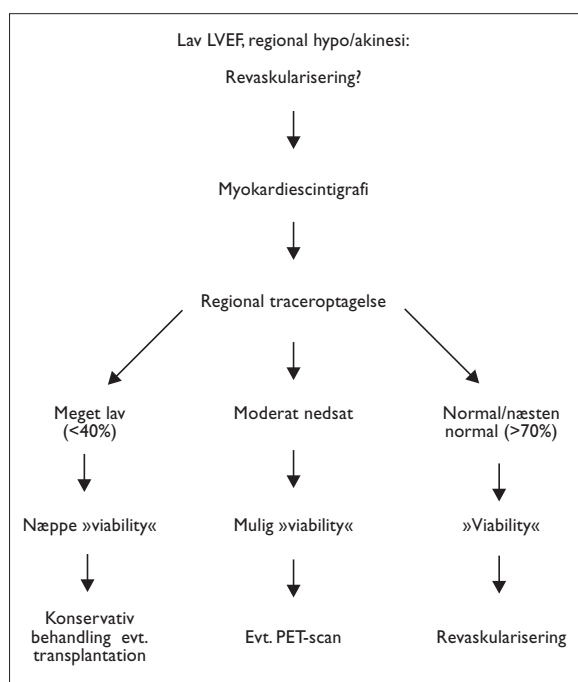 Lav LVEF, regional hypo/akinesi:
Revaskularisering?
Myokardiescintigrafi
Regional traceroptagelse
Meget lav
(<40%)
Moderat nedsat
Normal/næsten
normal (>70%)
Næppe »viability«
Mulig »viability«
»Viability«
Konservativ
behandling evt.
transplantation
Evt. PET-scan
Revaskularisering